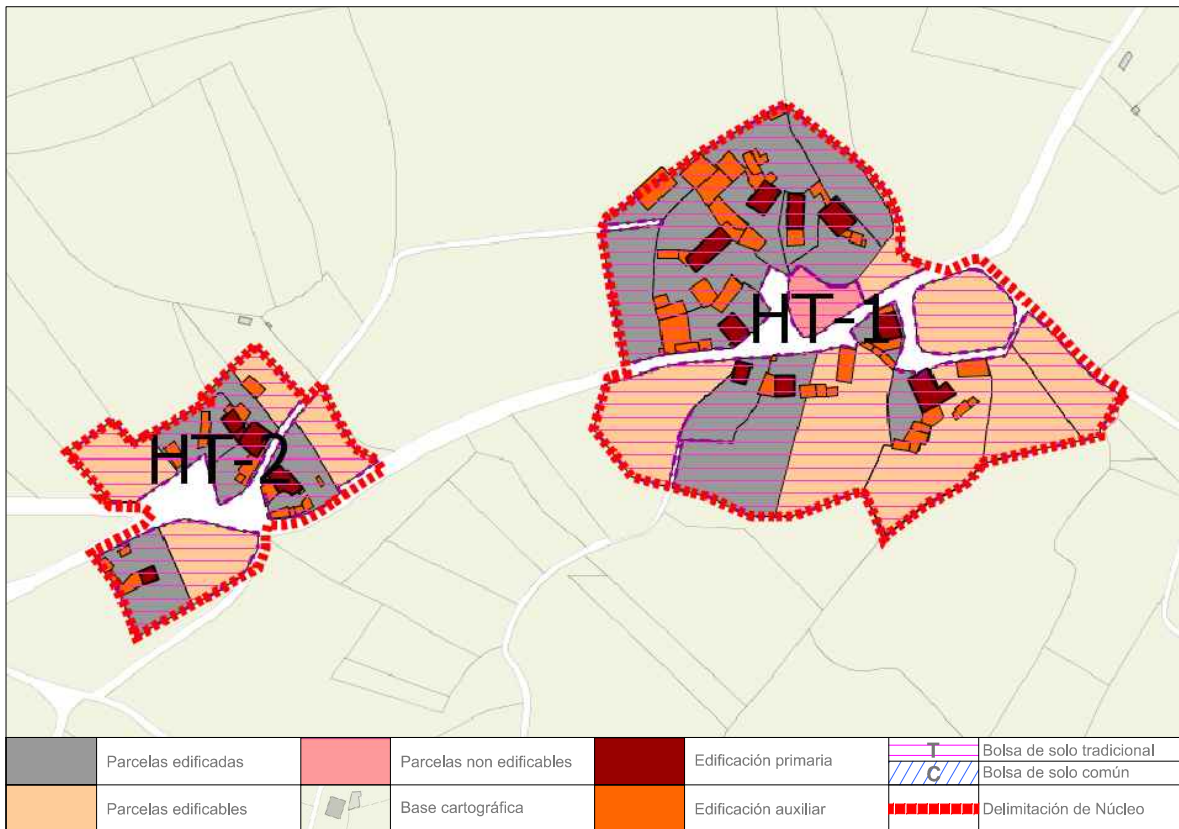 HT-1
HT-2
Parcelas edificadas
Parcelas non edificables
Edificación primaria
T
Bolsa de solo tradicional
C
Bolsa de solo común
Parcelas edificables
Base cartográfica
Edificación auxiliar
Delimitación de Núcleo